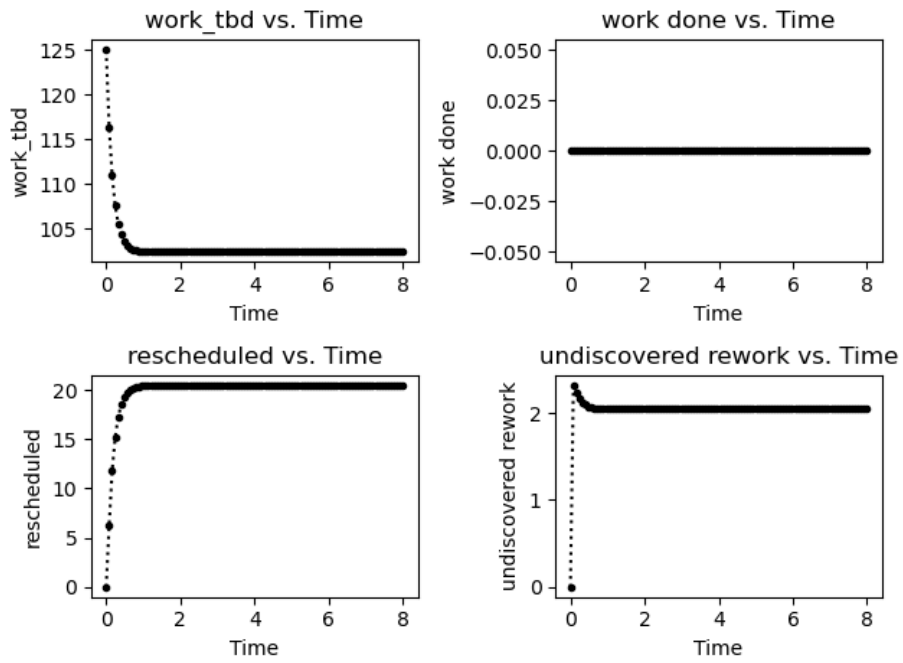 work_tbd vs. Time
work_tbd
125
120
115
110
105
0 2 4 6 8
Time
work done vs. Time
work done
0.050
0.025
0.000
−0.025
−0.050
0 2 4 6 8
Time
rescheduled vs. Time
rescheduled
20
15
10
5
0
0 2 4 6 8
Time
undiscovered rework vs. Time
undiscovered rework
2
1
0
0 2 4 6 8
Time